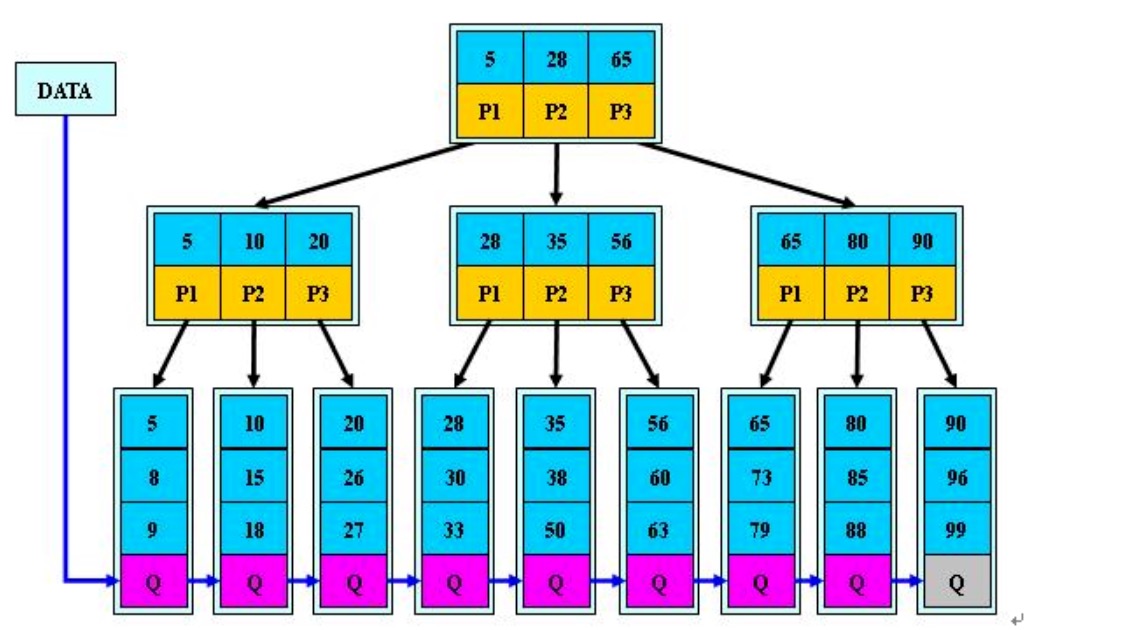 5 28 65
DATA
P1 P2 P3
5 10 20 28 35 56 65 80 90
P1 P2 P3 P1 P2 P3 P1 P2 P3
5 10 20 28 35 56 65 80 90
8 15 26 30 38 60 73 85 96
9 18 27 33 50 63 79 88 99
Q Q Q Q Q Q Q Q Q